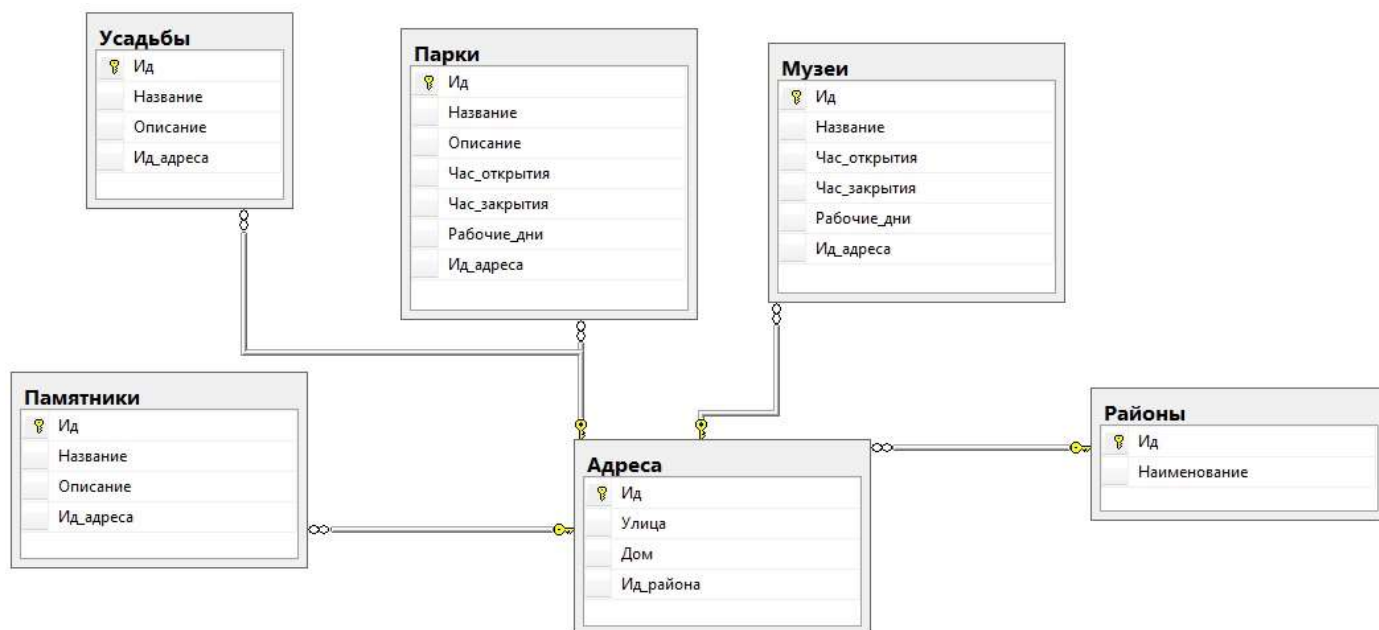 Усадьбы
Ид
Название
Описание
Ид_адреса
Парки
Ид
Название
Описание
Час_открытия
Час_закрытия
Рабочие_дни
Ид_адреса
Музеи
Ид
Название
Час_открытия
Час_закрытия
Рабочие_дни
Ид_адреса
Памятники
Ид
Название
Описание
Ид_адреса
Адреса
Ид
Улица
Дом
Ид_района
Районы
Ид
Наименование